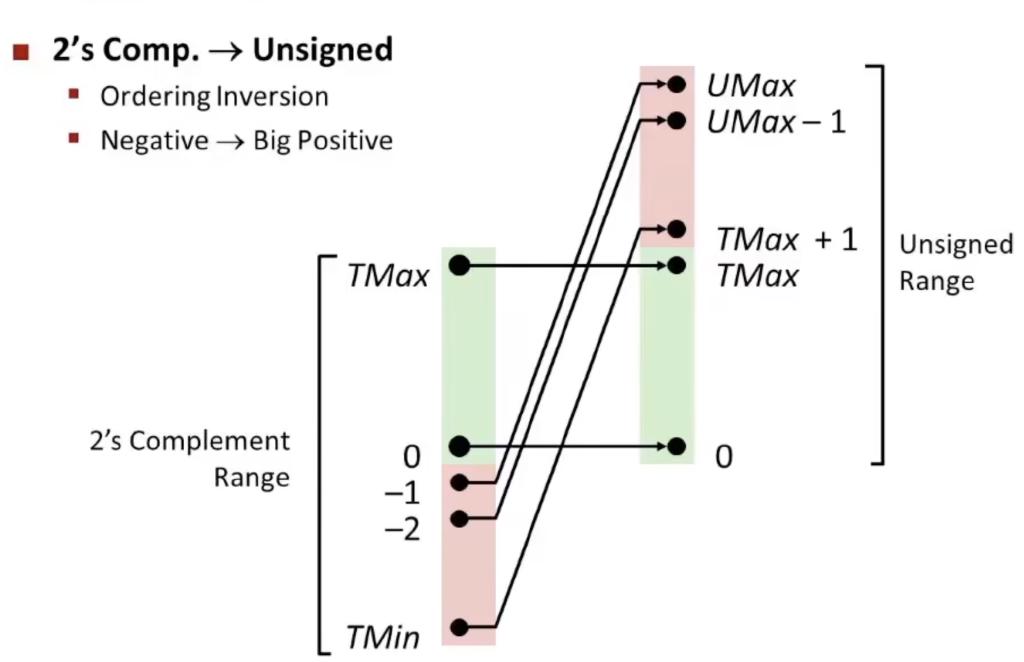 2's Comp. → Unsigned
Ordering Inversion
Negative → Big Positive
UMax
UMax – 1
TMax + 1
TMax
Unsigned
Range
TMax
2's Complement
Range
0
–1
–2
TMin
0